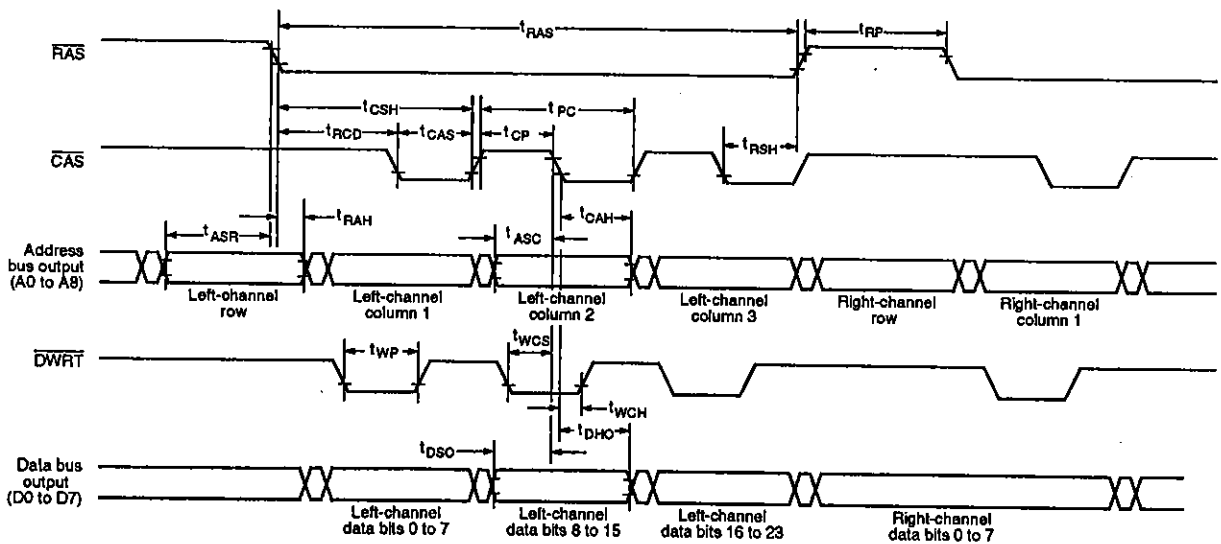 tRAS
tRP
RAS
tCSH
tPC
tRCD
tCAS
tCP
tRSH
CAS
tRAH
tCAH
tASR
tASC
Address
bus output
(A0 to A8)
Left-channel
row
Left-channel
column 1
Left-channel
column 2
Left-channel
column 3
Right-channel
row
Right-channel
column 1
DWRT
tWP
tWCS
tWCH
tDHO
tDSO
Data bus
output
(D0 to D7)
Left-channel
data bits 0 to 7
Left-channel
data bits 8 to 15
Left-channel
data bits 16 to 23
Right-channel
data bits 0 to 7